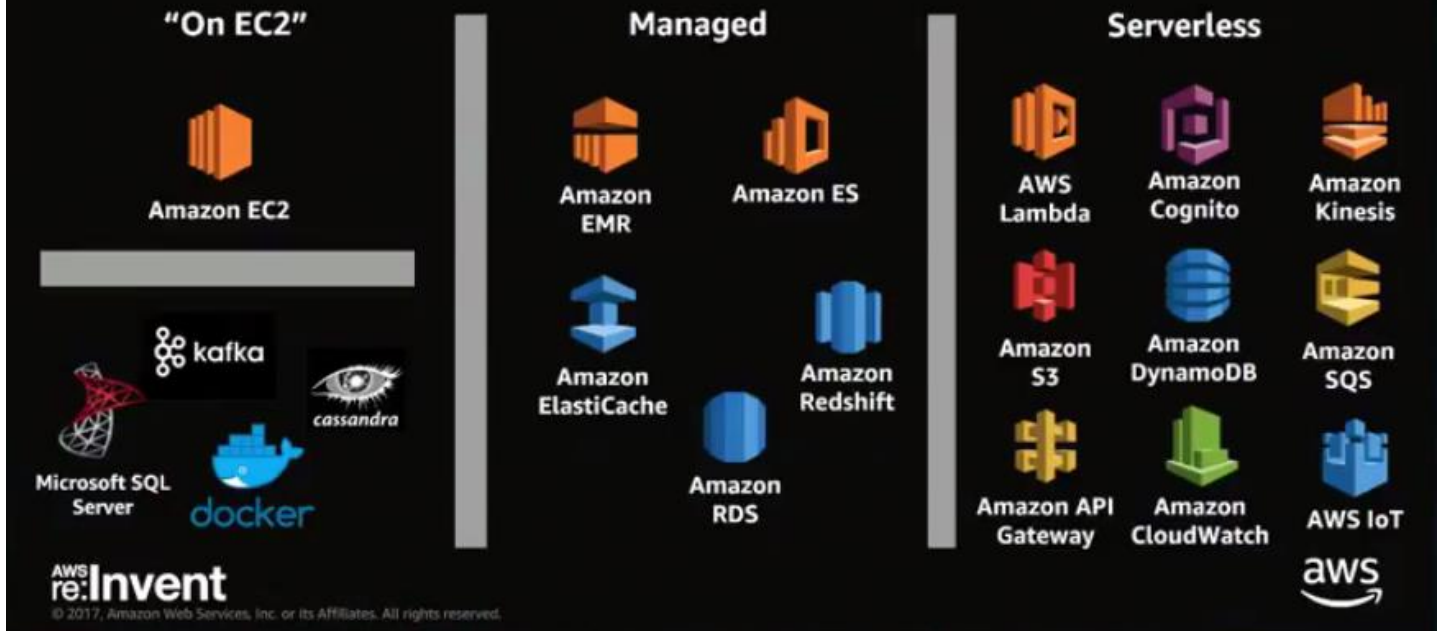 “On EC2”
Amazon EC2
kafka
cassandra
Microsoft SQL
Server
docker
Managed
Amazon
EMR
Amazon ES
Amazon
ElastiCache
Amazon
Redshift
Amazon
RDS
Serverless
AWS
Lambda
Amazon
Cognito
Amazon
Kinesis
Amazon
S3
Amazon
DynamoDB
Amazon
SQS
Amazon API
Gateway
Amazon
CloudWatch
AWS IoT
AWS
re:Invent
© 2017, Amazon Web Services, Inc. or its Affiliates. All rights reserved.
aws